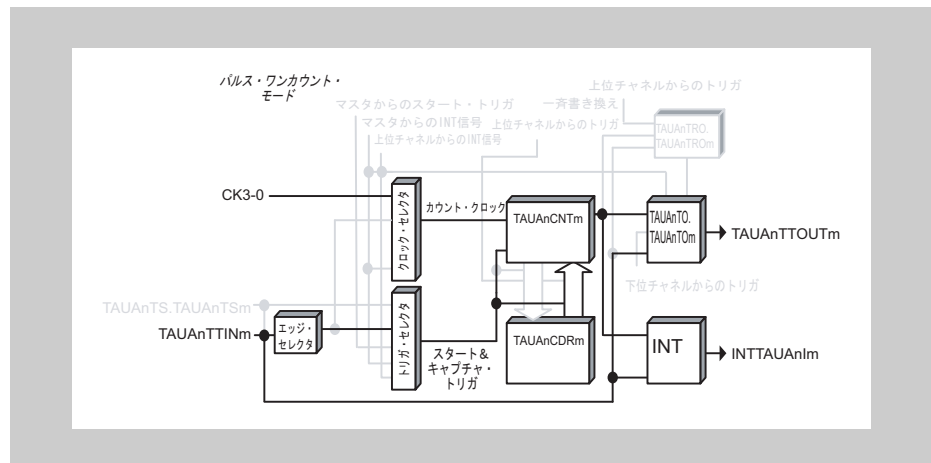 パルス・ワンカウント・
モード
上位チャネルからのトリガ
マスタからのスタート・トリガ
一斉書き換え
マスタからのINT信号
上位チャネルからのトリガ
上位チャネルからのINT信号
TAUAnTRO.
TAUAnTROm
CK3-0
クロック・セレクタ
カウント・クロック
TAUAnCNTm
TAUAnTO.
TAUAnTOm
TAUAnTTOUTm
下位チャネルからのトリガ
TAUAnTS.TAUAnTSm
TAUAnTTINm
エッジ・
セレクタ
トリガ・セレクタ
スタート&
キャプチャ・
トリガ
TAUAnCDRm
INT
INTTAUAnIm